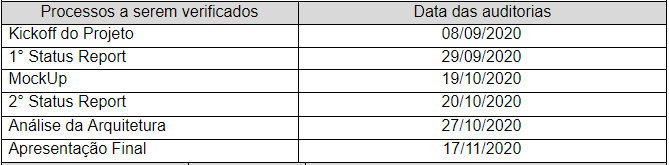 Processos a serem verificados Data das auditorias
Kickoff do Projeto 08/09/2020
1° Status Report 29/09/2020
MockUp 19/10/2020
2° Status Report 20/10/2020
Análise da Arquitetura 27/10/2020
Apresentação Final 17/11/2020